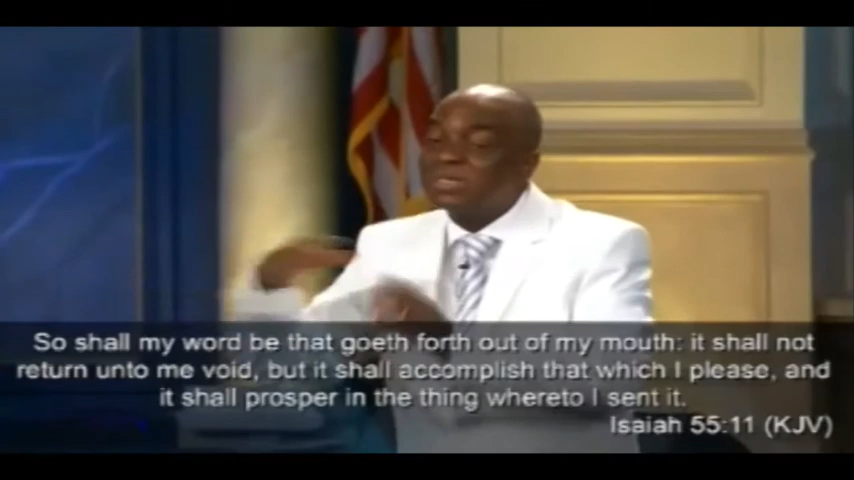 So shall my word be that goeth forth out of my mouth: it shall not
return unto me void, but it shall accomplish that which I please, and
it shall prosper in the thing whereto I sent it.
Isaiah 55:11 (KJV)